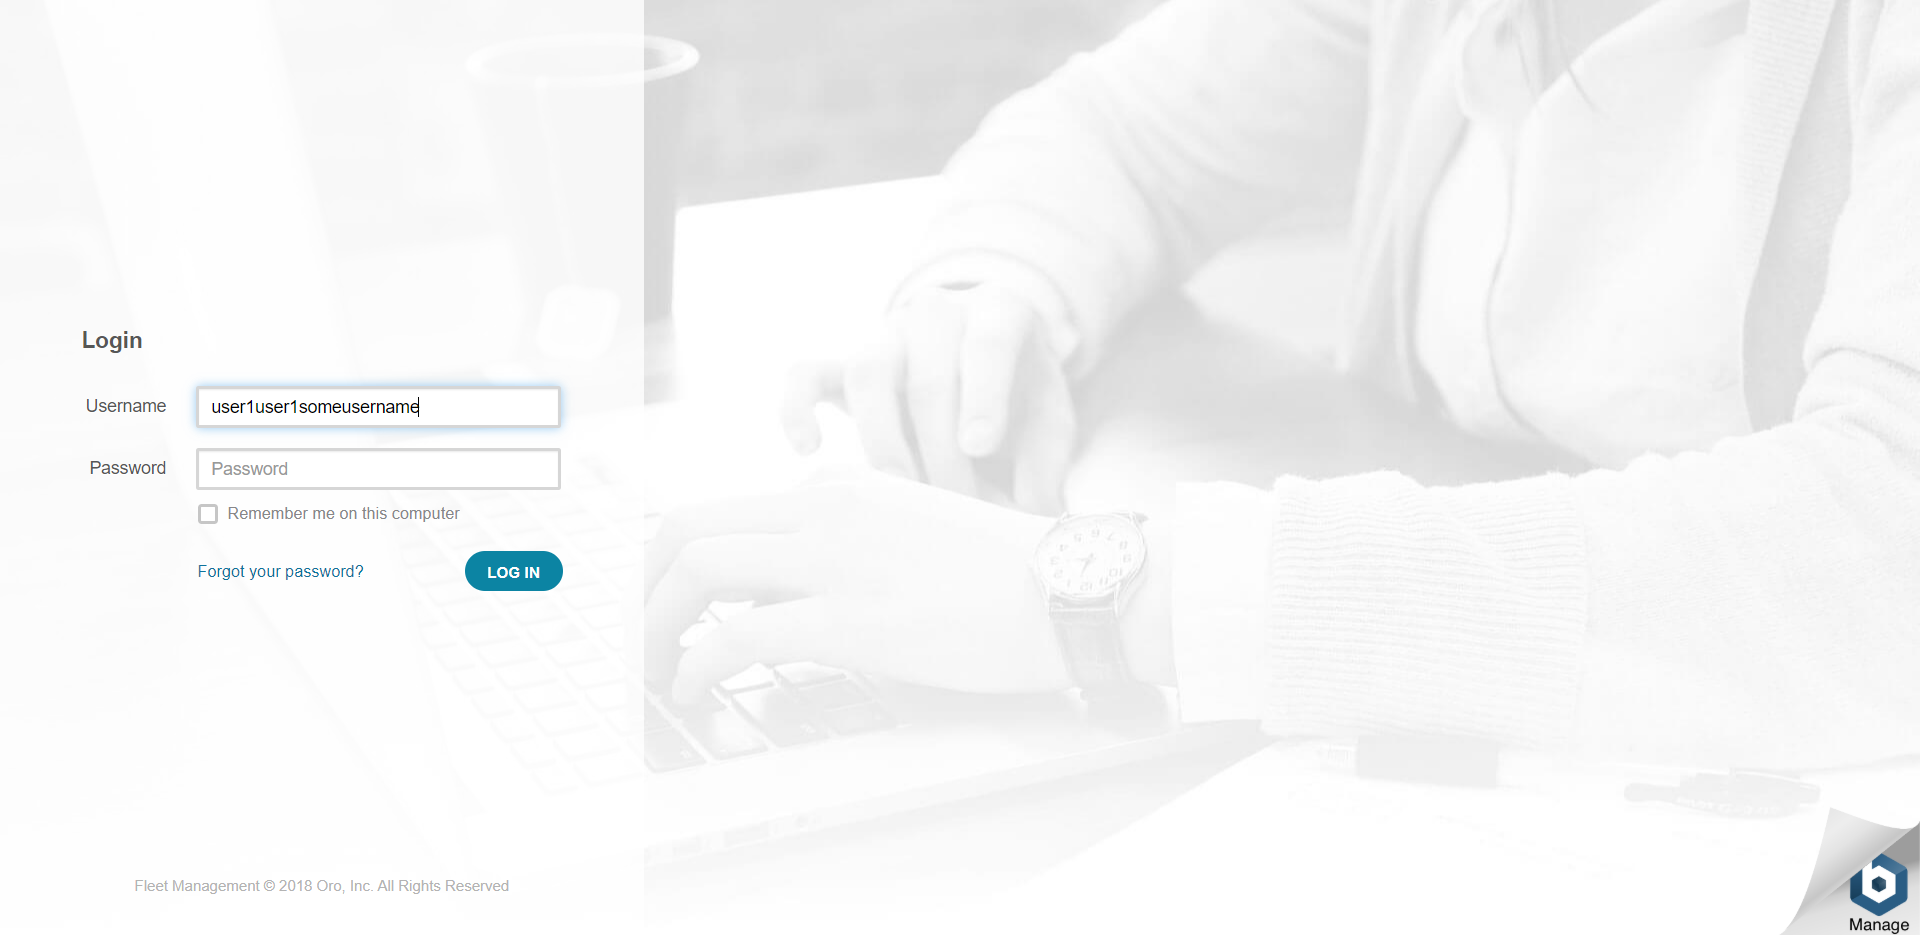 Login
Username
user1user1someusername
Password
Password
Remember me on this computer
Forgot your password?
LOG IN
Fleet Management © 2018 Oro, Inc. All Rights Reserved
Manage